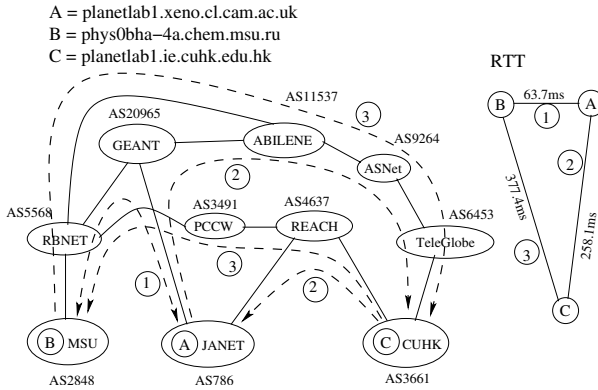 A = planetlab1.xeno.cl.cam.ac.uk
B = phys0bha−4a.chem.msu.ru
C = planetlab1.ie.cuhk.edu.hk
RTT
AS11537
63.7ms
B
A
1
AS20965
3
GEANT
ABILENE
AS9264
ASNet
2
2
377.4ms
258.1ms
AS5568
AS3491
AS4637
AS6453
RBNET
PCCW
REACH
TeleGlobe
3
3
1
2
C
B MSU
A JANET
C CUHK
AS2848
AS786
AS3661